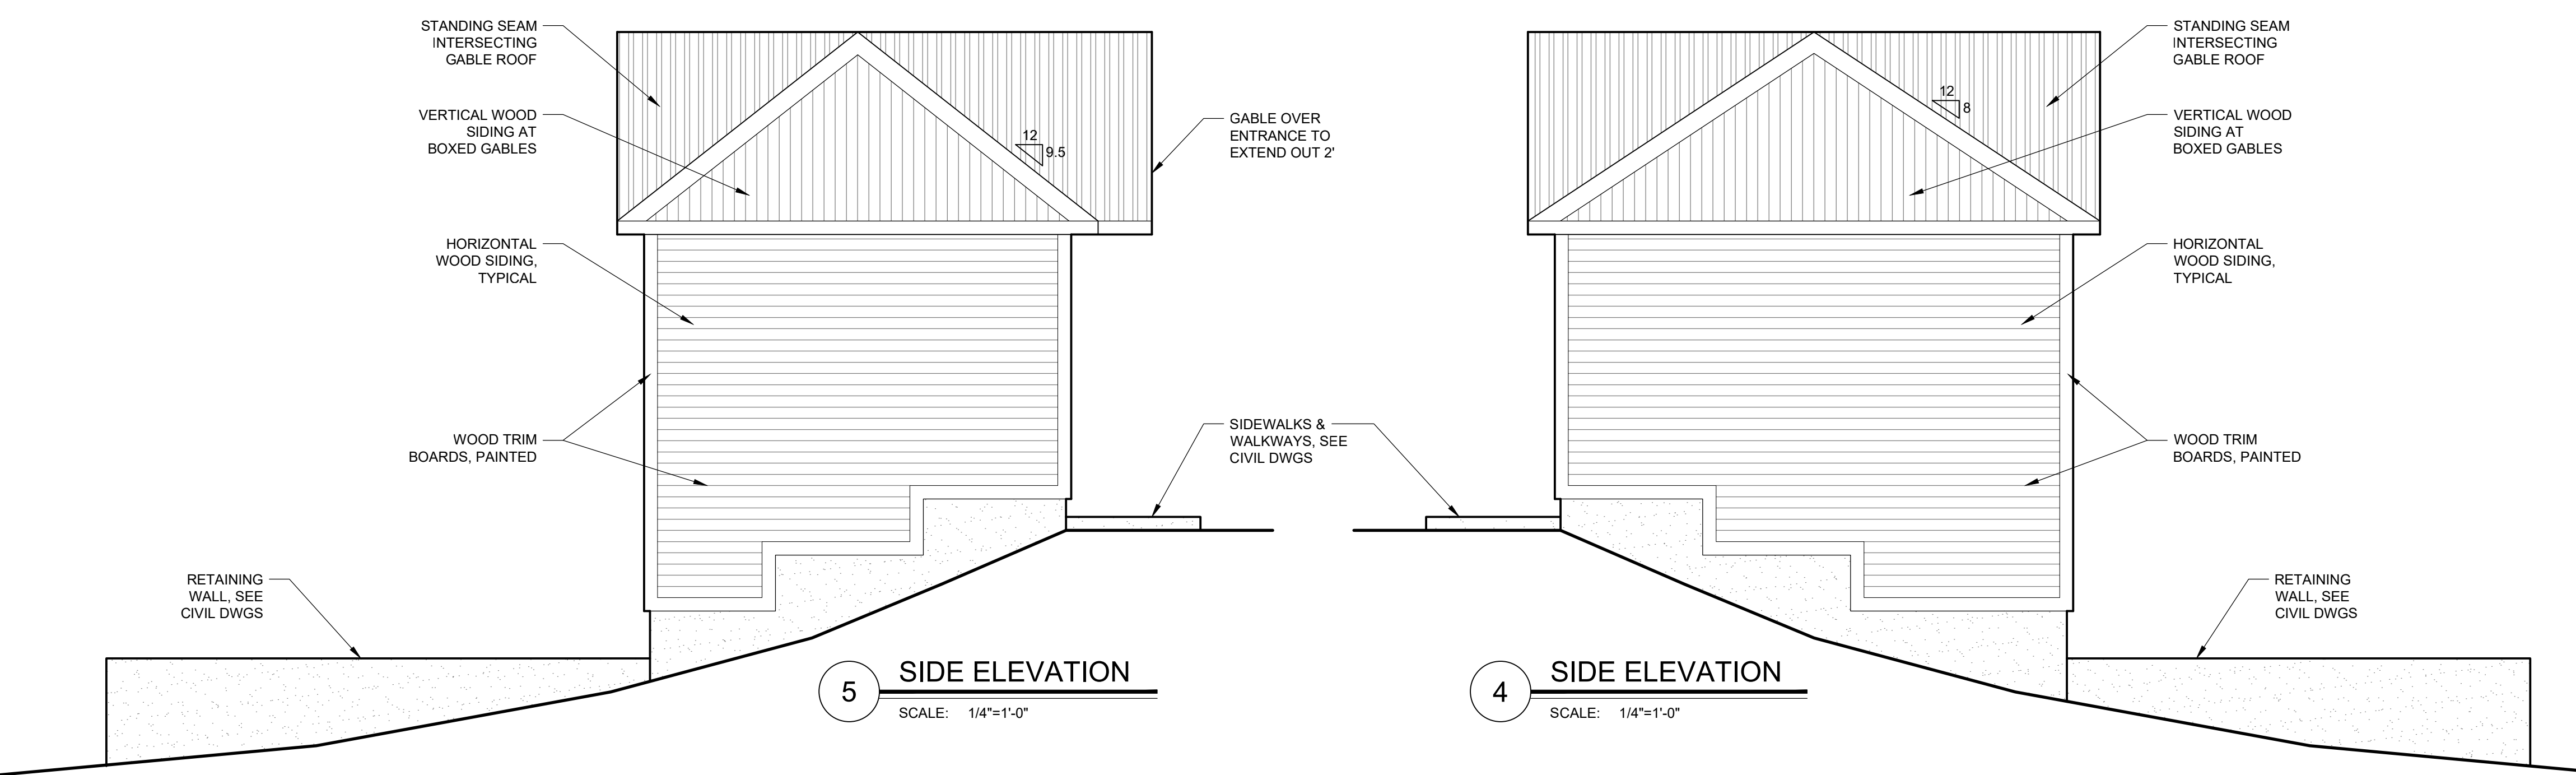 STANDING SEAM
INTERSECTING
GABLE ROOF
VERTICAL WOOD
SIDING AT
BOXED GABLES
HORIZONTAL
WOOD SIDING,
TYPICAL
WOOD TRIM
BOARDS, PAINTED
RETAINING
WALL, SEE
CIVIL DWGS
12
9.5
GABLE OVER
ENTRANCE TO
EXTEND OUT 2'
SIDEWALKS &
WALKWAYS, SEE
CIVIL DWGS
5
SIDE ELEVATION
SCALE: 1/4"=1'-0"
12
8
STANDING SEAM
INTERSECTING
GABLE ROOF
VERTICAL WOOD
SIDING AT
BOXED GABLES
HORIZONTAL
WOOD SIDING,
TYPICAL
WOOD TRIM
BOARDS, PAINTED
RETAINING
WALL, SEE
CIVIL DWGS
4
SIDE ELEVATION
SCALE: 1/4"=1'-0"